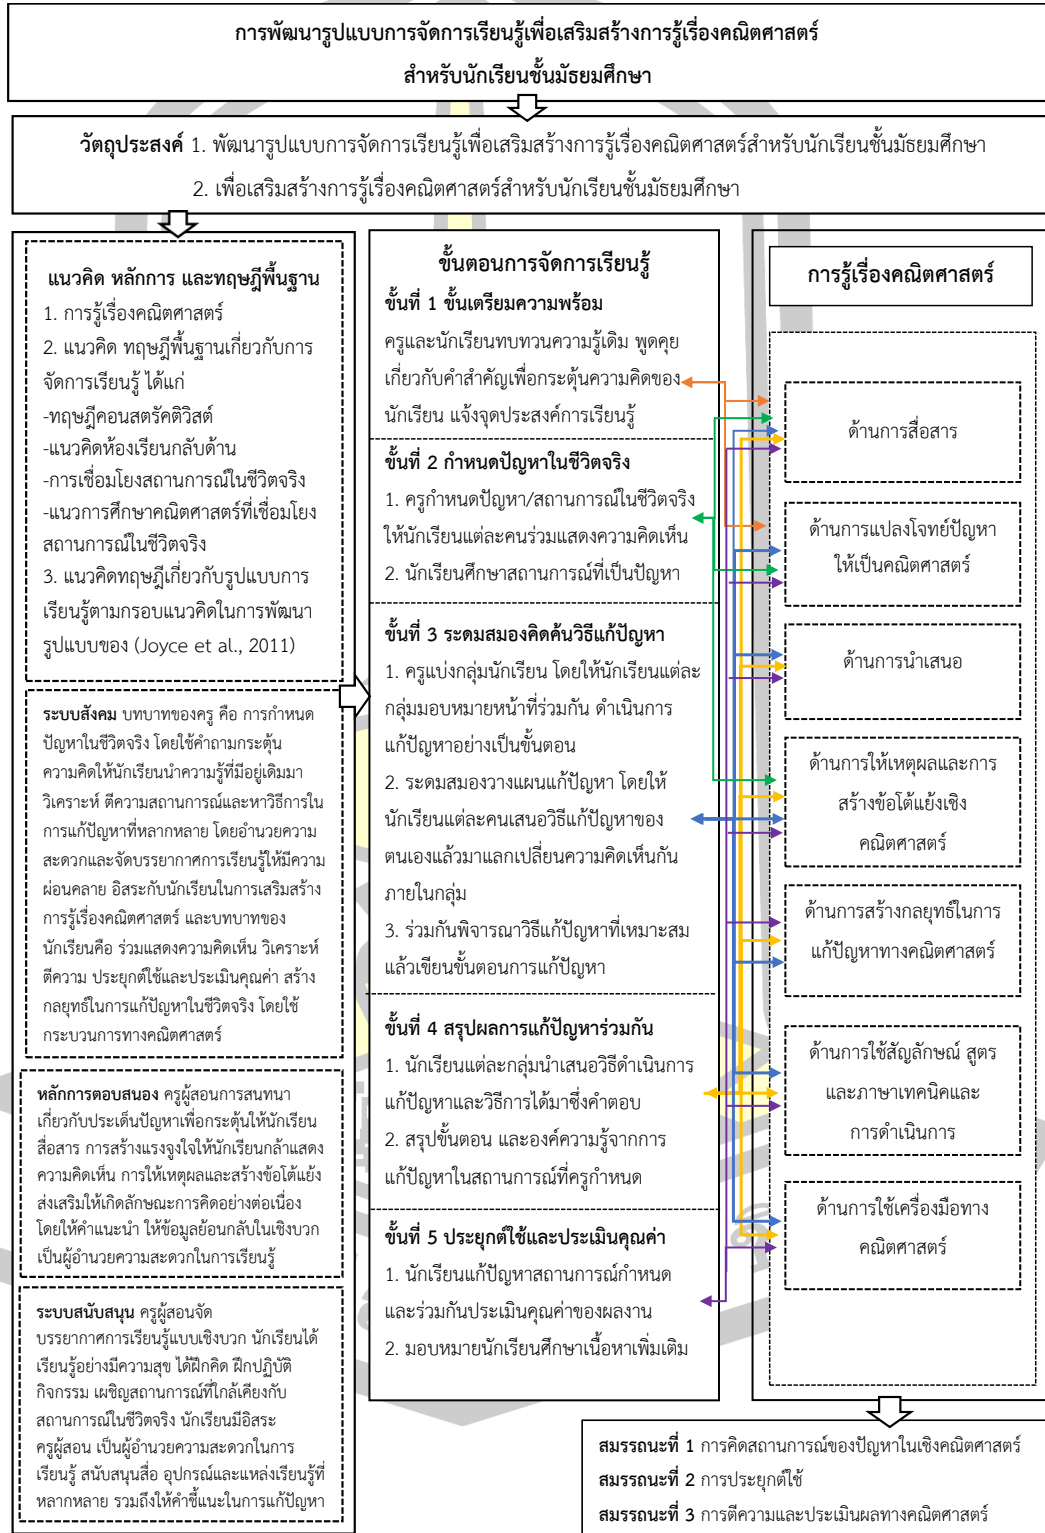 การพัฒนารูปแบบการจัดการเรียนรู้เพื่อเสริมสร้างการรู้เรื่องคณิตศาสตร์
สำหรับนักเรียนชั้นมัธยมศึกษา
วัตถุประสงค์ 1. พัฒนารูปแบบการจัดการเรียนรู้เพื่อเสริมสร้างการรู้เรื่องคณิตศาสตร์สำหรับนักเรียนชั้นมัธยมศึกษา
2. เพื่อเสริมสร้างการรู้เรื่องคณิตศาสตร์สำหรับนักเรียนชั้นมัธยมศึกษา
แนวคิด หลักการ และทฤษฎีพื้นฐาน
1. การรู้เรื่องคณิตศาสตร์
2. แนวคิด ทฤษฎีพื้นฐานเกี่ยวกับการ
จัดการเรียนรู้ ได้แก่
-ทฤษฎีคอนสตรัคติวิสต์
-แนวคิดห้องเรียนกลับด้าน
-การเชื่อมโยงสถานการณ์ในชีวิตจริง
-แนวการศึกษาคณิตศาสตร์ที่เชื่อมโยง
สถานการณ์ในชีวิตจริง
3. แนวคิดทฤษฎีเกี่ยวกับรูปแบบการ
เรียนรู้ตามกรอบแนวคิดในการพัฒนา
รูปแบบของ (Joyce et al., 2011)
ระบบสังคม บทบาทของครู คือ การกำหนด
ปัญหาในชีวิตจริง โดยใช้คำถามกระตุ้น
ความคิดให้นักเรียนนำความรู้ที่มีอยู่เดิมมา
วิเคราะห์ ตีความสถานการณ์และหาวิธีการใน
การแก้ปัญหาที่หลากหลาย โดยอำนวยความ
สะดวกและจัดบรรยากาศการเรียนรู้ให้มีความ
ผ่อนคลาย อิสระกับนักเรียนในการเสริมสร้าง
การรู้เรื่องคณิตศาสตร์ และบทบาทของ
นักเรียนคือ ร่วมแสดงความคิดเห็น วิเคราะห์
ตีความ ประยุกต์ใช้และประเมินคุณค่า สร้าง
กลยุทธ์ในการแก้ปัญหาในชีวิตจริง โดยใช้
กระบวนการทางคณิตศาสตร์
หลักการตอบสนอง ครูผู้สอนการสนทนา
เกี่ยวกับประเด็นปัญหาเพื่อกระตุ้นให้นักเรียน
สื่อสาร การสร้างแรงจูงใจให้นักเรียนกล้าแสดง
ความคิดเห็น การให้เหตุผลและสร้างข้อโต้แย้ง
ส่งเสริมให้เกิดลักษณะการคิดอย่างต่อเนื่อง
โดยให้คำแนะนำ ให้ข้อมูลย้อนกลับในเชิงบวก
เป็นผู้อำนวยความสะดวกในการเรียนรู้
ระบบสนับสนุน ครูผู้สอนจัด
บรรยากาศการเรียนรู้แบบเชิงบวก นักเรียนได้
เรียนรู้อย่างมีความสุข ได้ฝึกคิด ฝึกปฏิบัติ
กิจกรรม เผชิญสถานการณ์ที่ใกล้เคียงกับ
สถานการณ์ในชีวิตจริง นักเรียนมีอิสระ
ครูผู้สอน เป็นผู้อำนวยความสะดวกในการ
เรียนรู้ สนับสนุนสื่อ อุปกรณ์และแหล่งเรียนรู้ที่
หลากหลาย รวมถึงให้คำชี้แนะในการแก้ปัญหา
ขั้นตอนการจัดการเรียนรู้
ขั้นที่ 1 ขั้นเตรียมความพร้อม
ครูและนักเรียนทบทวนความรู้เดิม พูดคุย
เกี่ยวกับคำสำคัญเพื่อกระตุ้นความคิดของ
นักเรียน แจ้งจุดประสงค์การเรียนรู้
ขั้นที่ 2 กำหนดปัญหาในชีวิตจริง
1. ครูกำหนดปัญหา/สถานการณ์ในชีวิตจริง
ให้นักเรียนแต่ละคนร่วมแสดงความคิดเห็น
2. นักเรียนศึกษาสถานการณ์ที่เป็นปัญหา
ขั้นที่ 3 ระดมสมองคิดค้นวิธีแก้ปัญหา
1. ครูแบ่งกลุ่มนักเรียน โดยให้นักเรียนแต่ละ
กลุ่มมอบหมายหน้าที่ร่วมกัน ดำเนินการ
แก้ปัญหาอย่างเป็นขั้นตอน
2. ระดมสมองวางแผนแก้ปัญหา โดยให้
นักเรียนแต่ละคนเสนอวิธีแก้ปัญหาของ
ตนเองแล้วมาแลกเปลี่ยนความคิดเห็นกัน
ภายในกลุ่ม
3. ร่วมกันพิจารณาวิธีแก้ปัญหาที่เหมาะสม
แล้วเขียนขั้นตอนการแก้ปัญหา
ขั้นที่ 4 สรุปผลการแก้ปัญหาร่วมกัน
1. นักเรียนแต่ละกลุ่มนำเสนอวิธีดำเนินการ
แก้ปัญหาและวิธีการได้มาซึ่งคำตอบ
2. สรุปขั้นตอน และองค์ความรู้จากการ
แก้ปัญหาในสถานการณ์ที่ครูกำหนด
ขั้นที่ 5 ประยุกต์ใช้และประเมินคุณค่า
1. นักเรียนแก้ปัญหาสถานการณ์กำหนด
และร่วมกันประเมินคุณค่าของผลงาน
2. มอบหมายนักเรียนศึกษาเนื้อหาเพิ่มเติม
การรู้เรื่องคณิตศาสตร์
ด้านการสื่อสาร
ด้านการแปลงโจทย์ปัญหา
ให้เป็นคณิตศาสตร์
ด้านการนำเสนอ
ด้านการให้เหตุผลและการ
สร้างข้อโต้แย้งเชิง
คณิตศาสตร์
ด้านการสร้างกลยุทธ์ในการ
แก้ปัญหาทางคณิตศาสตร์
ด้านการใช้สัญลักษณ์ สูตร
และภาษาเทคนิคและ
การดำเนินการ
ด้านการใช้เครื่องมือทาง
คณิตศาสตร์
สมรรถนะที่ 1 การคิดสถานการณ์ของปัญหาในเชิงคณิตศาสตร์
สมรรถนะที่ 2 การประยุกต์ใช้
สมรรถนะที่ 3 การตีความและประเมินผลทางคณิตศาสตร์